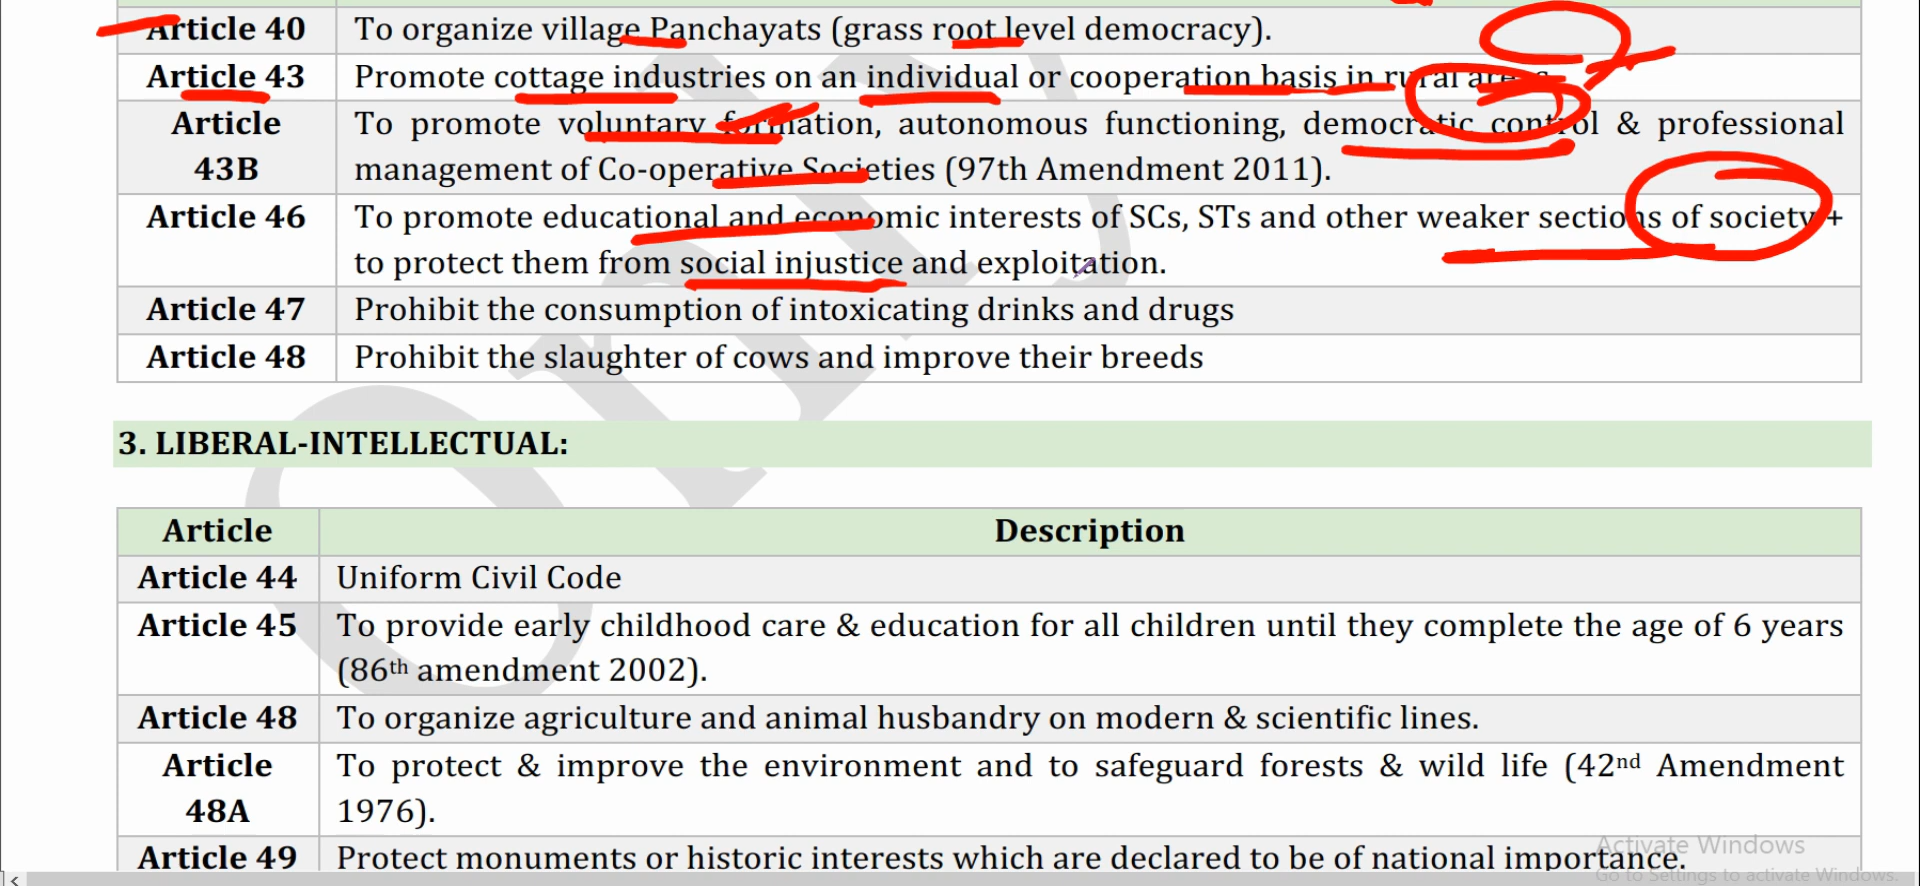 Article 40 To organize village Panchayats (grass root level democracy).
Article 43 Promote cottage industries on an individual or cooperation basis in rural areas.
Article To promote voluntary formation, autonomous functioning, democratic control & professional
43B management of Co-operative Societies (97th Amendment 2011).
Article 46 To promote educational and economic interests of SCs, STs and other weaker sections of society +
to protect them from social injustice and exploitation.
Article 47 Prohibit the consumption of intoxicating drinks and drugs
Article 48 Prohibit the slaughter of cows and improve their breeds
3. LIBERAL-INTELLECTUAL:
Article Description
Article 44 Uniform Civil Code
Article 45 To provide early childhood care & education for all children until they complete the age of 6 years
(86th amendment 2002).
Article 48 To organize agriculture and animal husbandry on modern & scientific lines.
Article To protect & improve the environment and to safeguard forests & wild life (42nd Amendment
48A 1976).
Article 49 Protect monuments or historic interests which are declared to be of national importance.
Activate Windows
Go to Settings to activate Windows.